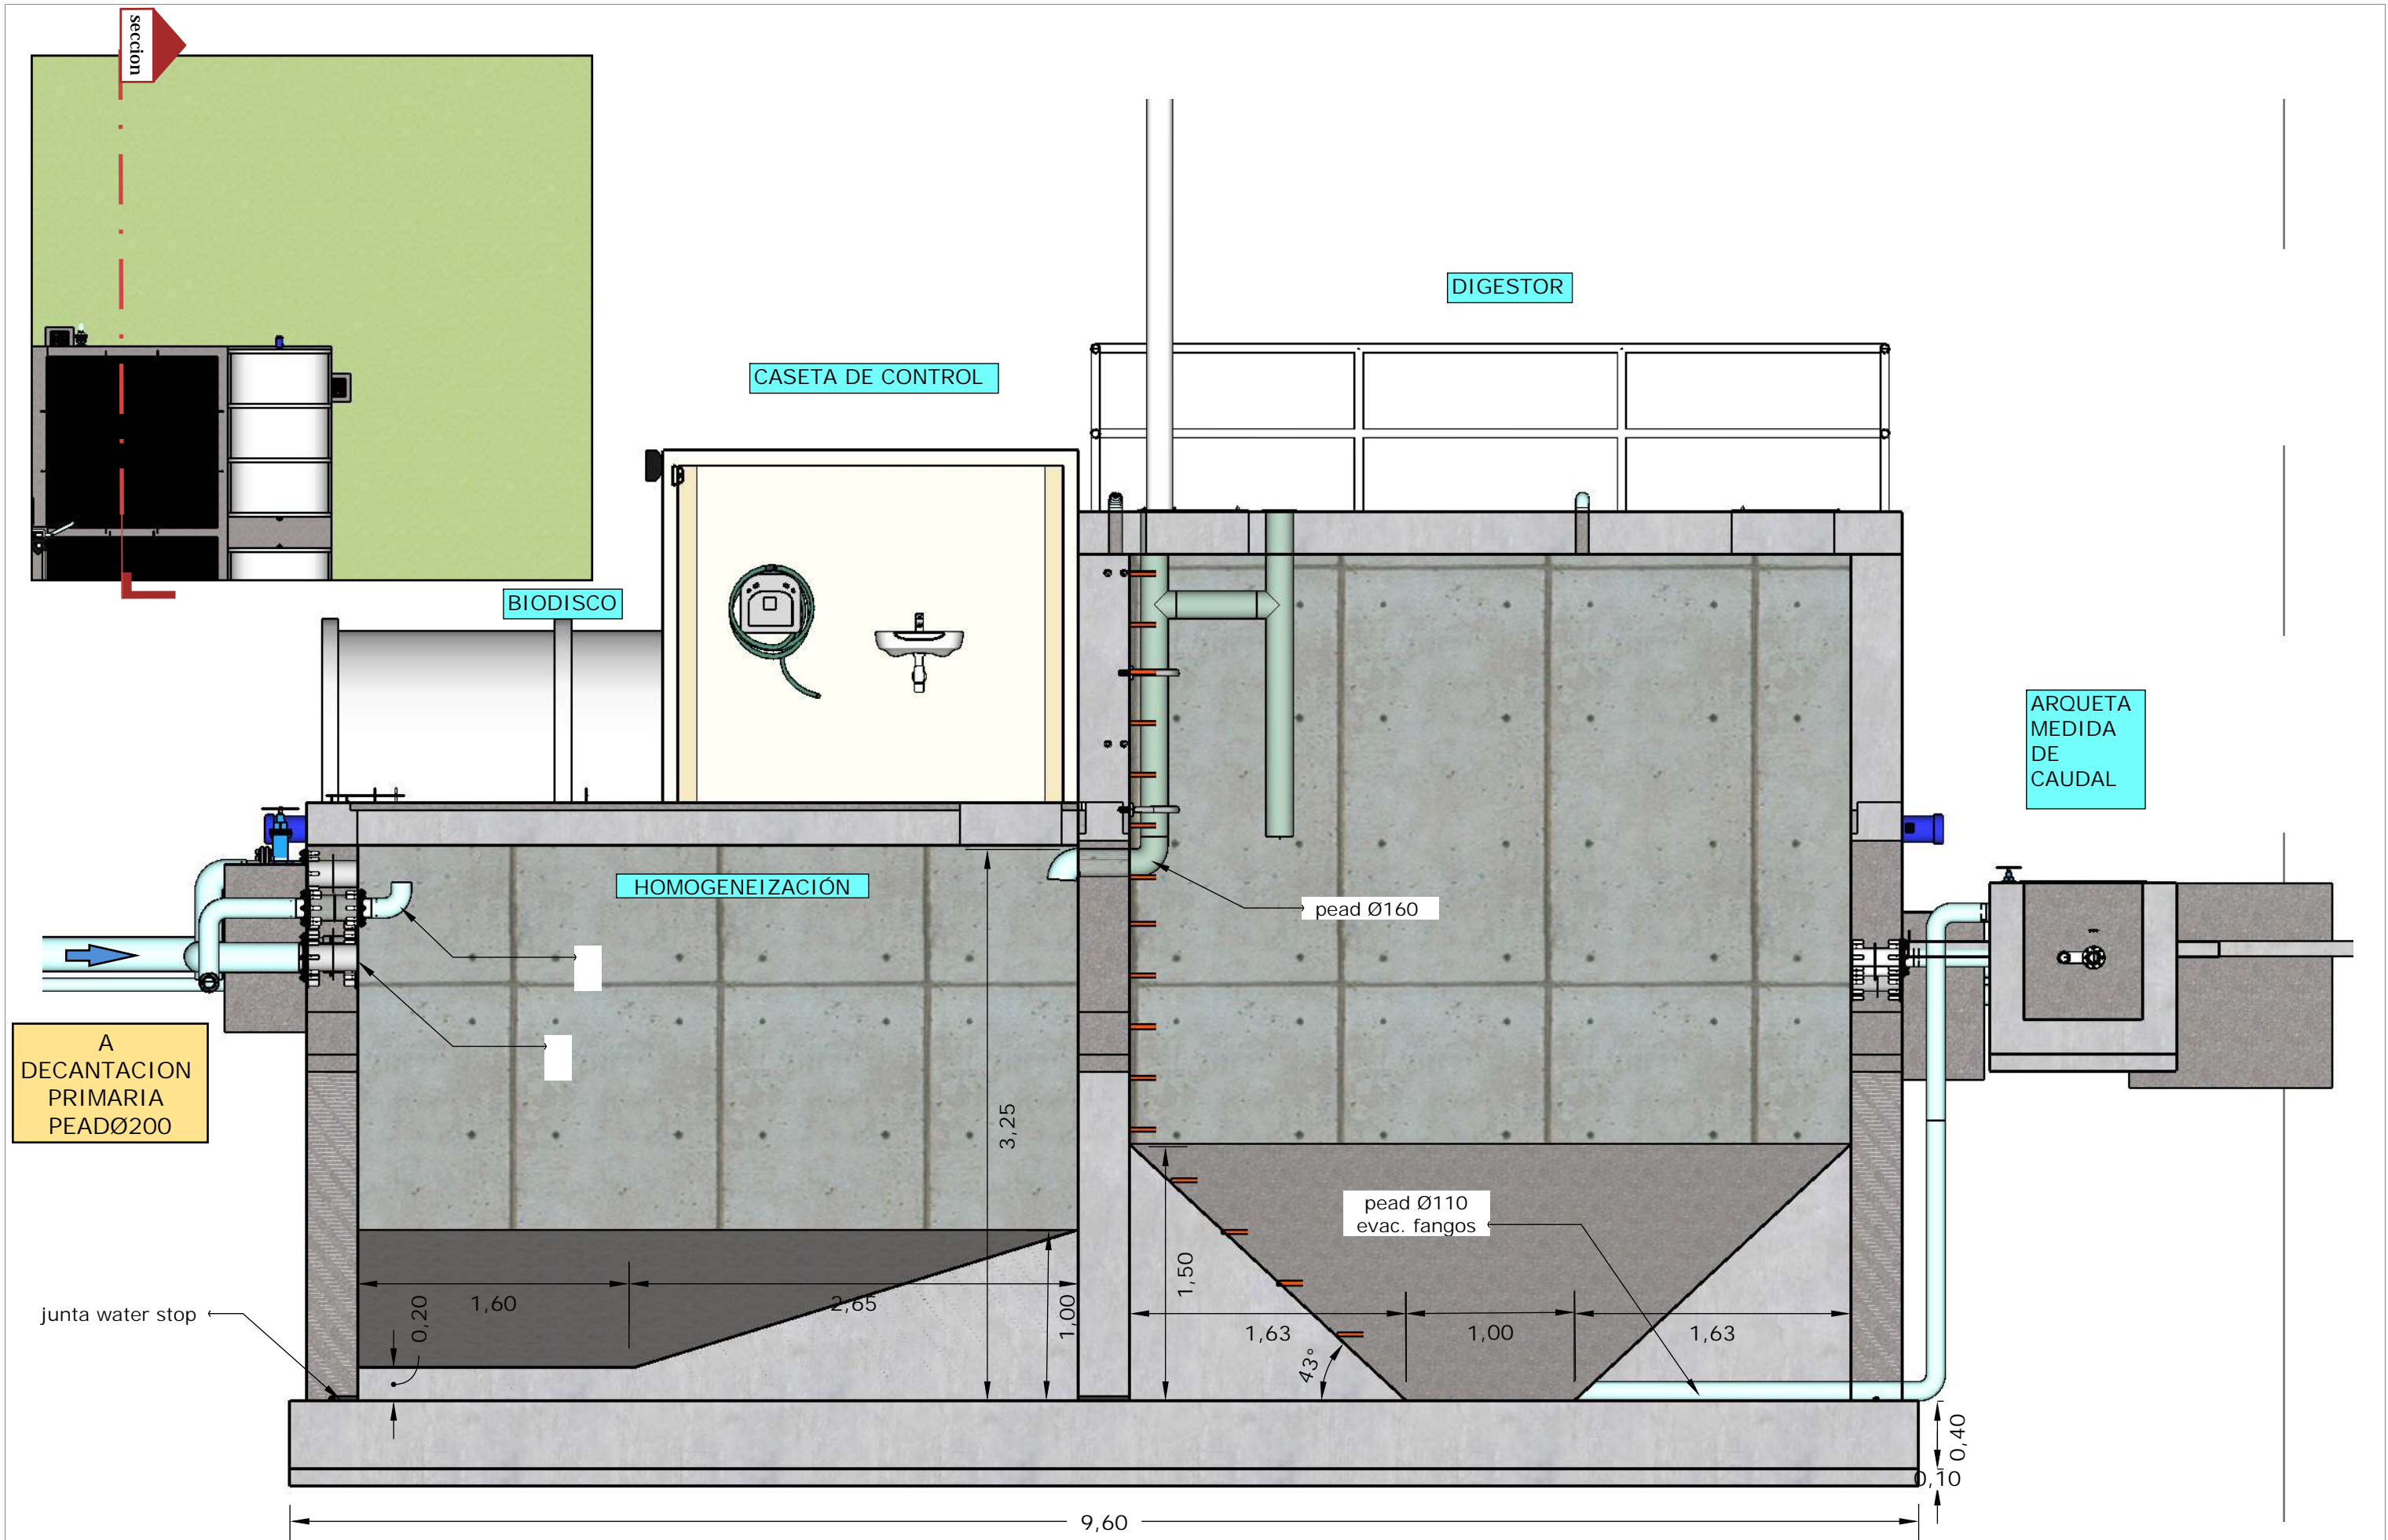 seccion
DIGESTOR
CASETA DE CONTROL
BIODISCO
ARQUETA
MEDIDA
DE
CAUDAL
HOMOGENEIZACIÓN
pead Ø160
A
DECANTACION
PRIMARIA
PEADØ200
3,25
pead Ø110
evac. fangos
1,50
junta water stop
1,60
2,65
0,20
1,00
1,63
1,00
1,63
43°
0,40
0,10
9,60